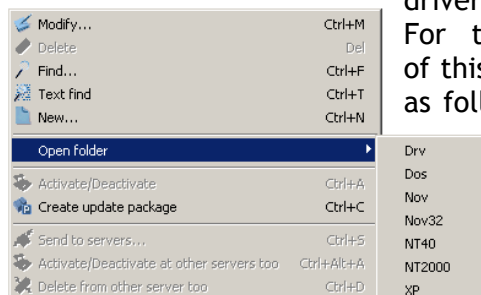 Modify... Ctrl+M
Delete Del
Find... Ctrl+F
Text find Ctrl+T
New... Ctrl+N
Open folder
Activate/Deactivate Ctrl+A
Create update package Ctrl+C
Send to servers... Ctrl+S
Activate/Deactivate at other servers too Ctrl+Alt+A
Delete from other server too Ctrl+D
Drv
Dos
Nov
Nov32
NT40
NT2000
XP
driver
For t
of this
as foll